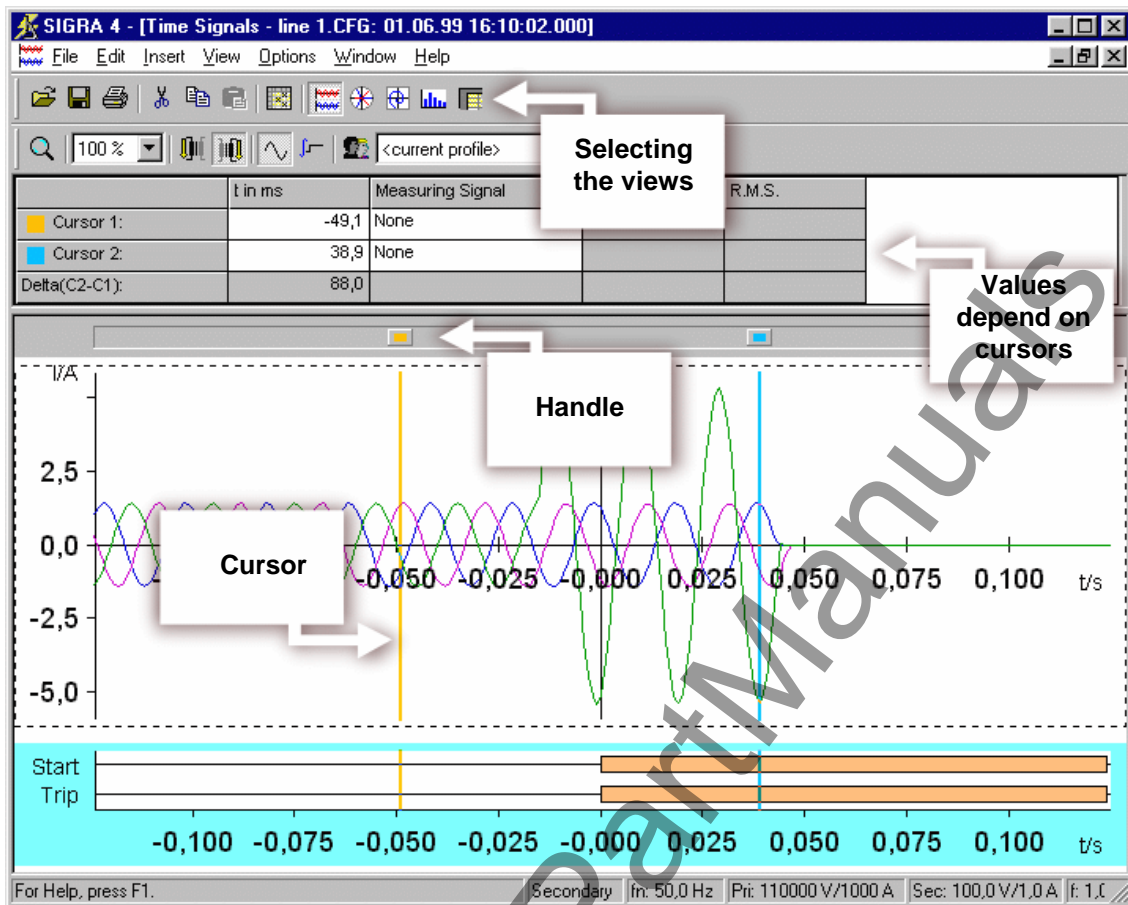 SIGRA 4 - [Time Signals - line 1.CFG: 01.06.99 16:10:02.000]
File Edit Insert View Options Window Help
100 % <current profile>
Selecting
the views
t in ms Measuring Signal R.M.S.
Cursor 1: -49,1 None
Cursor 2: 38,9 None
Delta(C2-C1): 88,0
Values
depend on
cursors
Handle
I/A
2,5
0,0
-2,5
-5,0
Cursor
-0,050 -0,025 -0,000 0,025 0,050 0,075 0,100 t/s
Start
Trip
-0,100 -0,075 -0,050 -0,025 -0,000 0,025 0,050 0,075 0,100 t/s
For Help, press F1. Secondary fn: 50,0 Hz Pri: 110000 V/1000 A Sec: 100,0 V/1,0 A f: 1,0
PartManuals